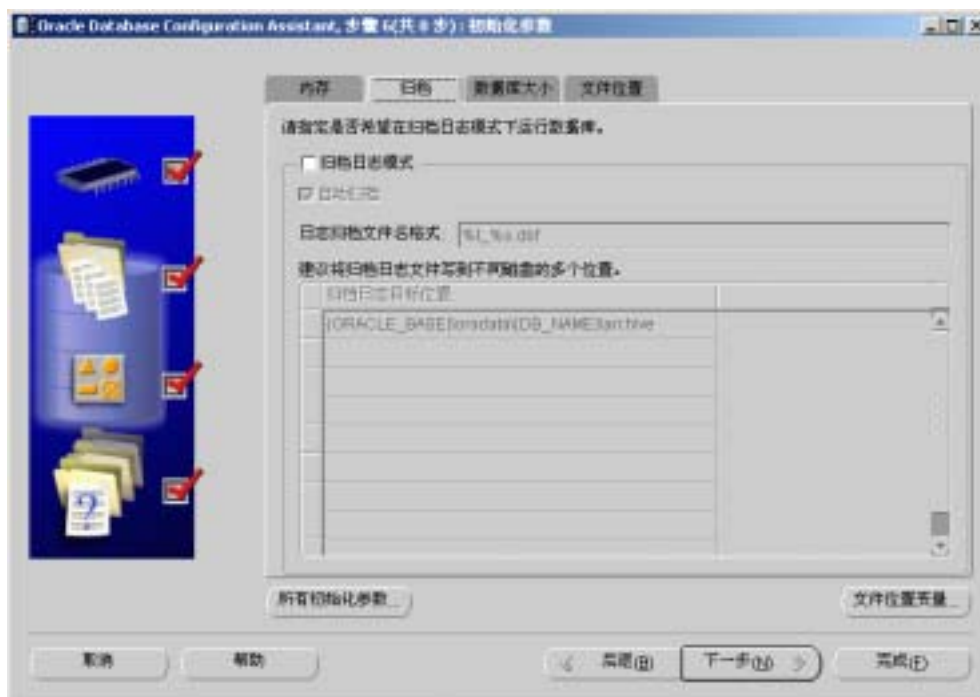 Oracle Database Configuration Assistant, 步骤 6(共 8 步) : 初始化参数
内存 归档 数据库大小 文件位置
请指定是否希望在归档日志模式下运行数据库。
归档日志模式
自动归档
日志归档文件名格式 %t_%s.dbf
建议将归档日志文件写到不同磁盘的多个位置。
归档日志目标位置
{ORACLE_BASE}\oradata\{DB_NAME}\archive
所有初始化参数... 文件位置变量...
取消 帮助 后退(B) 下一步(N) 完成(F)